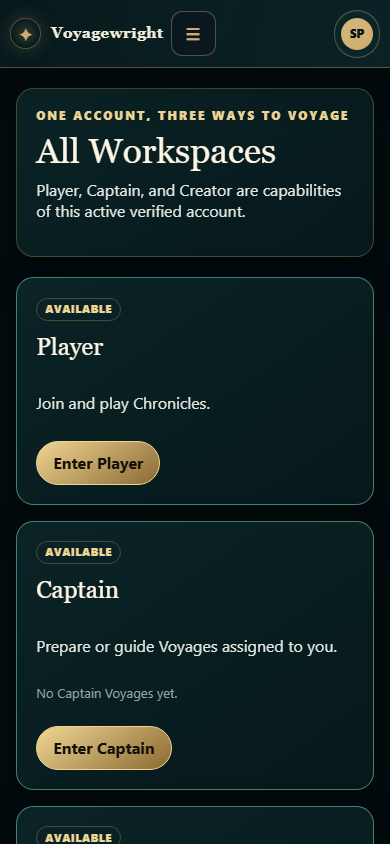 Voyagewright
SP
ONE ACCOUNT, THREE WAYS TO VOYAGE
All Workspaces
Player, Captain, and Creator are capabilities
of this active verified account.
AVAILABLE
Player
Join and play Chronicles.
Enter Player
AVAILABLE
Captain
Prepare or guide Voyages assigned to you.
No Captain Voyages yet.
Enter Captain
AVAILABLE